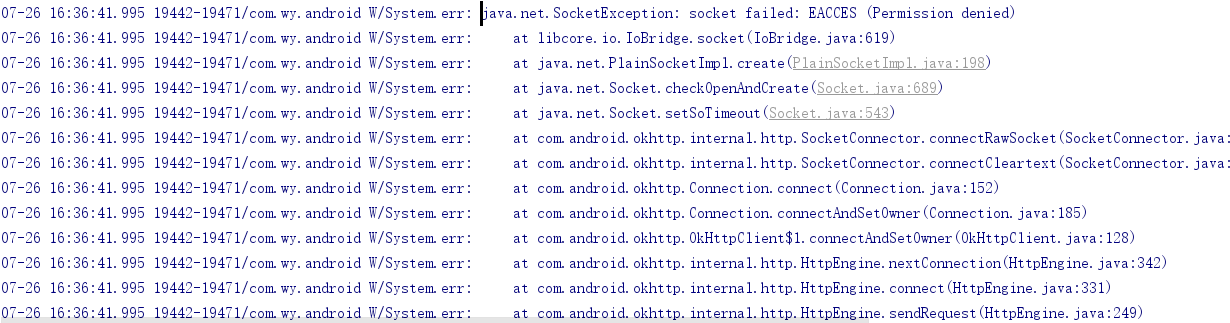 07-26 16:36:41.995 19442-19471/com.wy.android W/System.err: java.net.SocketException: socket failed: EACCES (Permission denied)
07-26 16:36:41.995 19442-19471/com.wy.android W/System.err:     at libcore.io.IoBridge.socket(IoBridge.java:619)
07-26 16:36:41.995 19442-19471/com.wy.android W/System.err:     at java.net.PlainSocketImpl.create(PlainSocketImpl.java:198)
07-26 16:36:41.995 19442-19471/com.wy.android W/System.err:     at java.net.Socket.checkOpenAndCreate(Socket.java:689)
07-26 16:36:41.995 19442-19471/com.wy.android W/System.err:     at java.net.Socket.setSoTimeout(Socket.java:543)
07-26 16:36:41.995 19442-19471/com.wy.android W/System.err:     at com.android.okhttp.internal.http.SocketConnector.connectRawSocket(SocketConnector.java:
07-26 16:36:41.995 19442-19471/com.wy.android W/System.err:     at com.android.okhttp.internal.http.SocketConnector.connectCleartext(SocketConnector.java:
07-26 16:36:41.995 19442-19471/com.wy.android W/System.err:     at com.android.okhttp.Connection.connect(Connection.java:152)
07-26 16:36:41.995 19442-19471/com.wy.android W/System.err:     at com.android.okhttp.Connection.connectAndSetOwner(Connection.java:185)
07-26 16:36:41.995 19442-19471/com.wy.android W/System.err:     at com.android.okhttp.OkHttpClient$1.connectAndSetOwner(OkHttpClient.java:128)
07-26 16:36:41.995 19442-19471/com.wy.android W/System.err:     at com.android.okhttp.internal.http.HttpEngine.nextConnection(HttpEngine.java:342)
07-26 16:36:41.995 19442-19471/com.wy.android W/System.err:     at com.android.okhttp.internal.http.HttpEngine.connect(HttpEngine.java:331)
07-26 16:36:41.995 19442-19471/com.wy.android W/System.err:     at com.android.okhttp.internal.http.HttpEngine.sendRequest(HttpEngine.java:249)